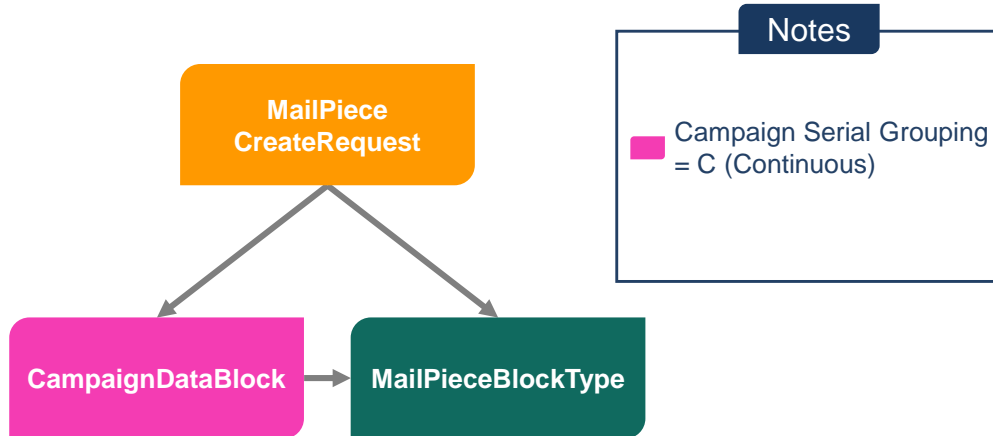 Notes
MailPiece
CreateRequest
Campaign Serial Grouping
= C (Continuous)
CampaignDataBlock
MailPieceBlockType